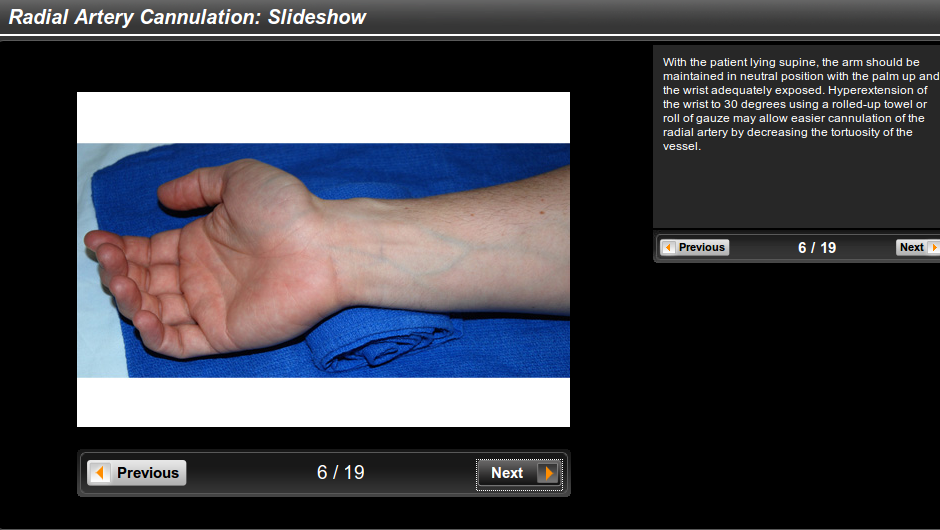 Radial Artery Cannulation: Slideshow
With the patient lying supine, the arm should be
maintained in neutral position with the palm up and
the wrist adequately exposed. Hyperextension of
the wrist to 30 degrees using a rolled-up towel or
roll of gauze may allow easier cannulation of the
radial artery by decreasing the tortuosity of the
vessel.
Previous 6 / 19 Next
Previous 6 / 19 Next